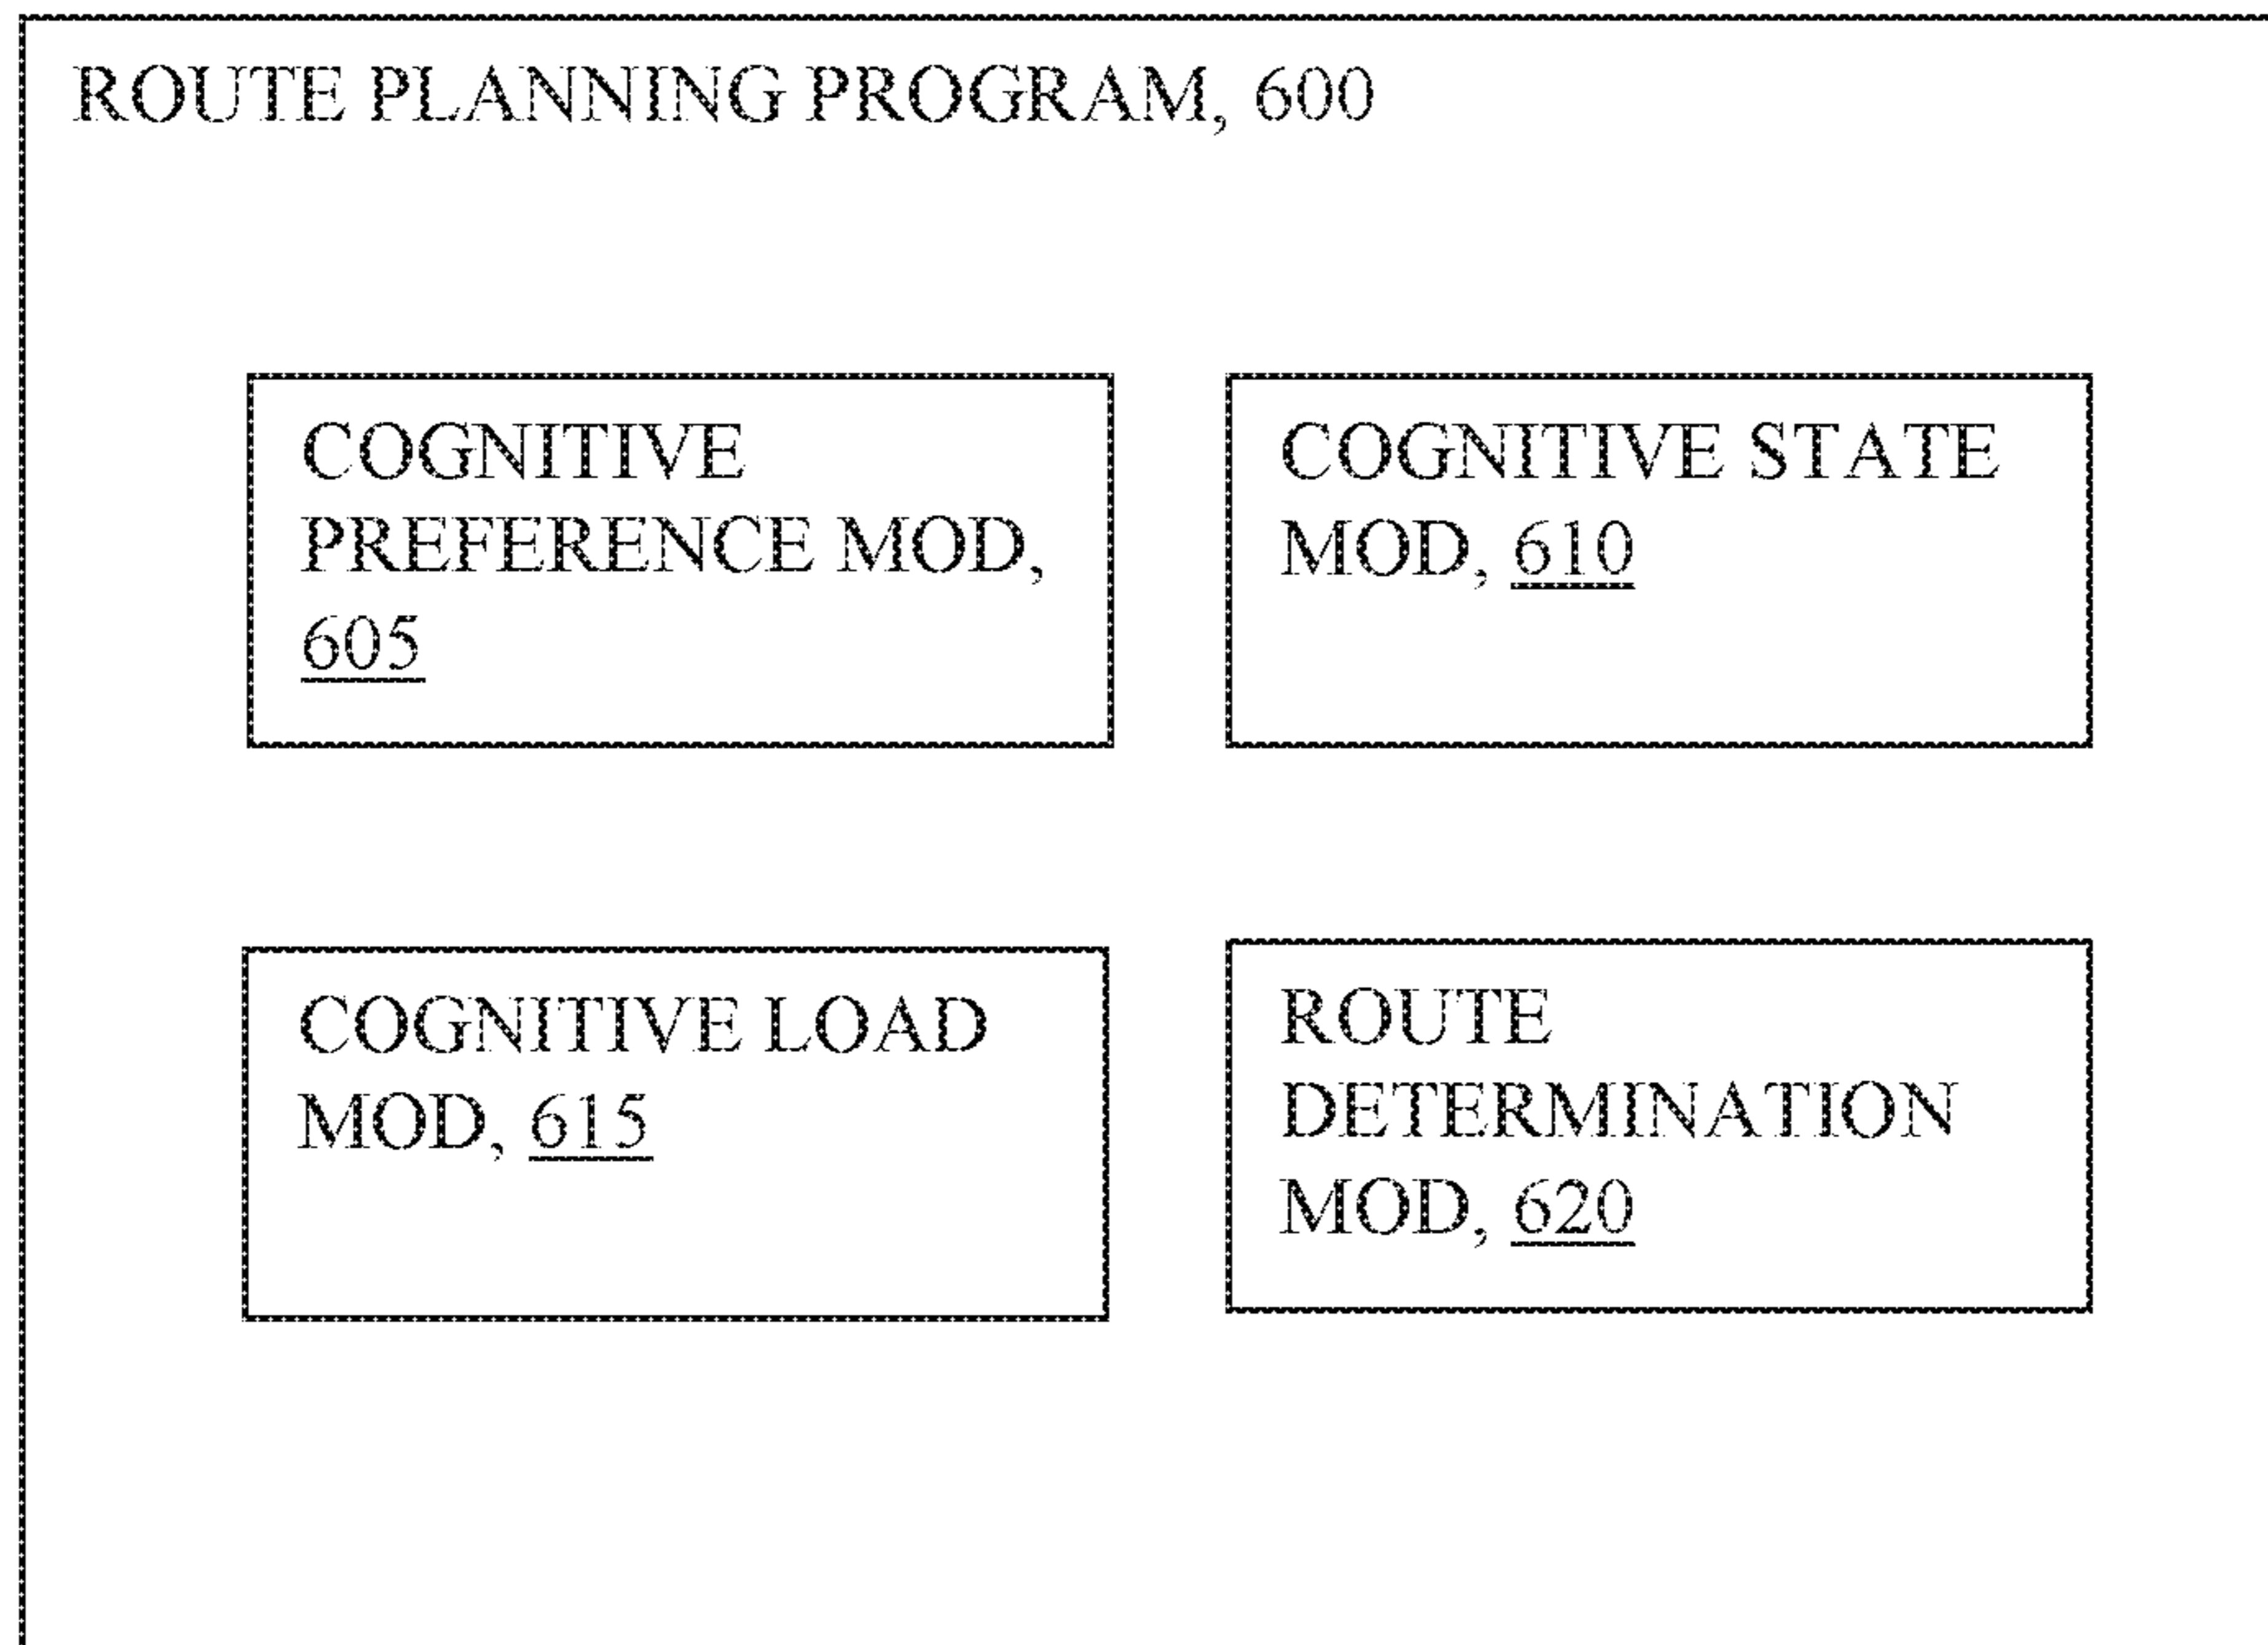 ROUTE PLANNING PROGRAM, 600
COGNITIVE
PREFERENCE MOD,
605
COGNITIVE STATE
MOD, 610
COGNITIVE LOAD
MOD, 615
ROUTE
DETERMINATION
MOD, 620